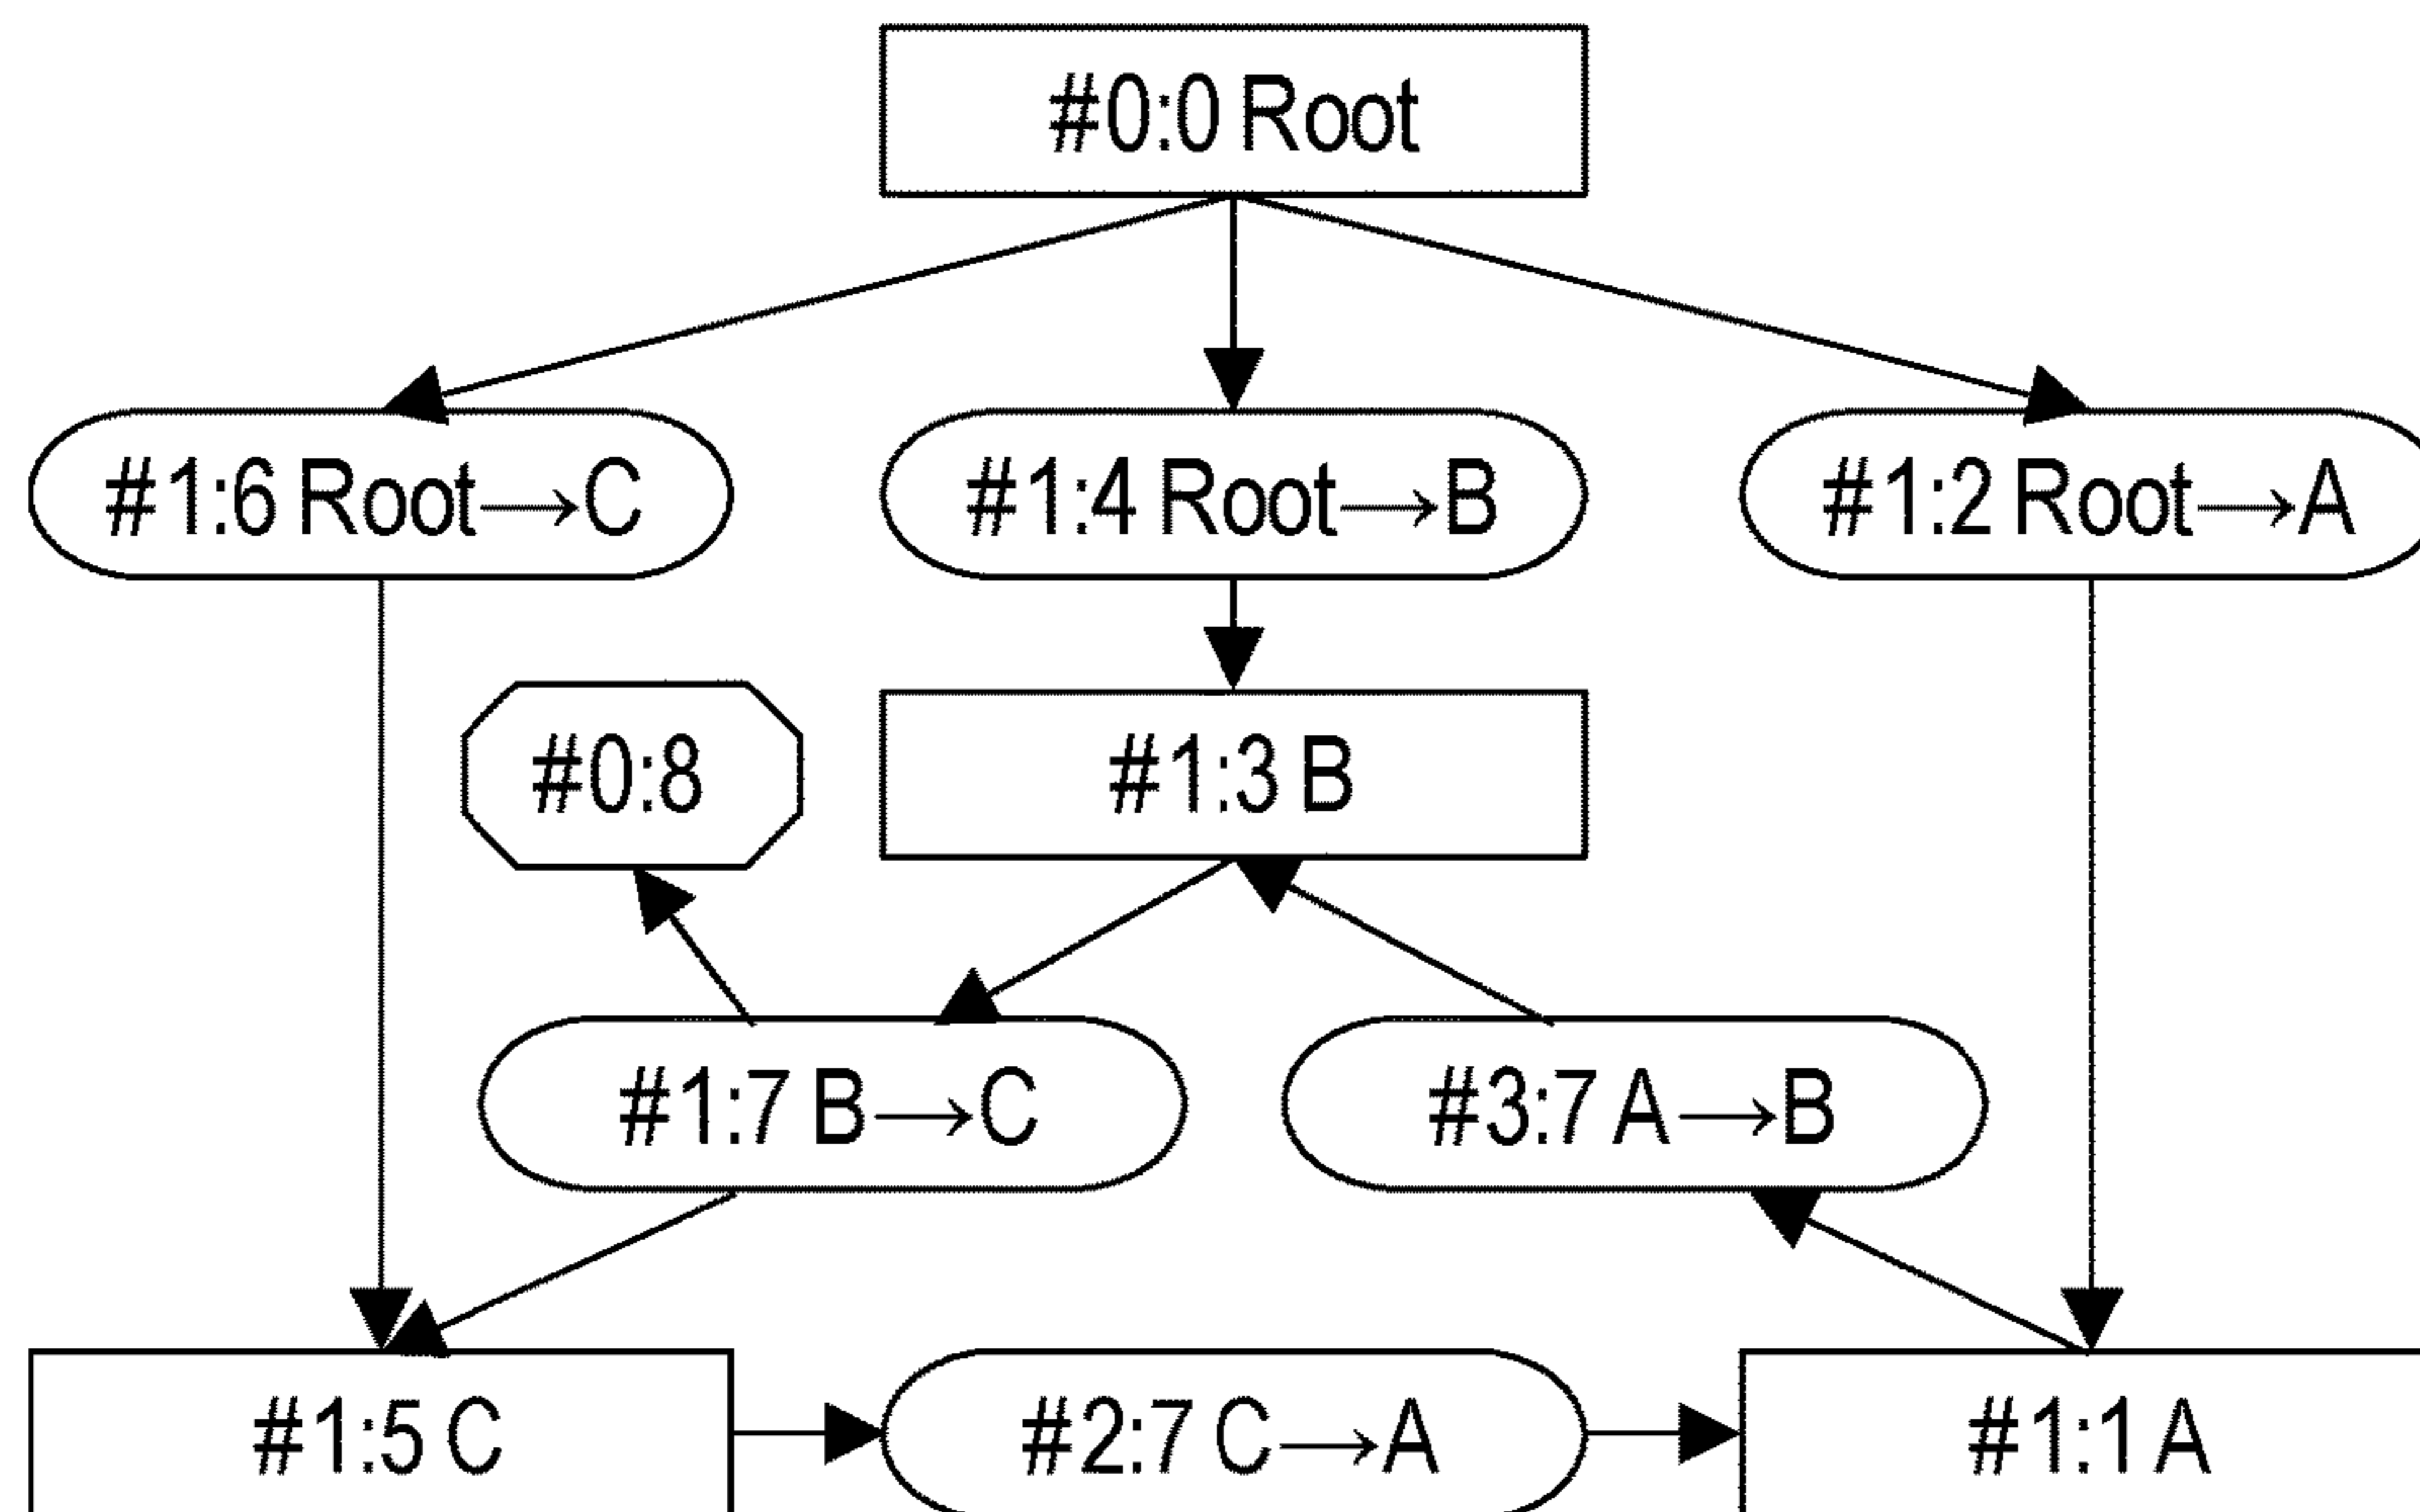 #0:0 Root
#1:6 Root→C
#1:4 Root→B
#1:2 Root→A
#0:8
#1:3 B
#1:7 B→C
#3:7 A→B
#1:5 C
#2:7 C→A
#1:1 A